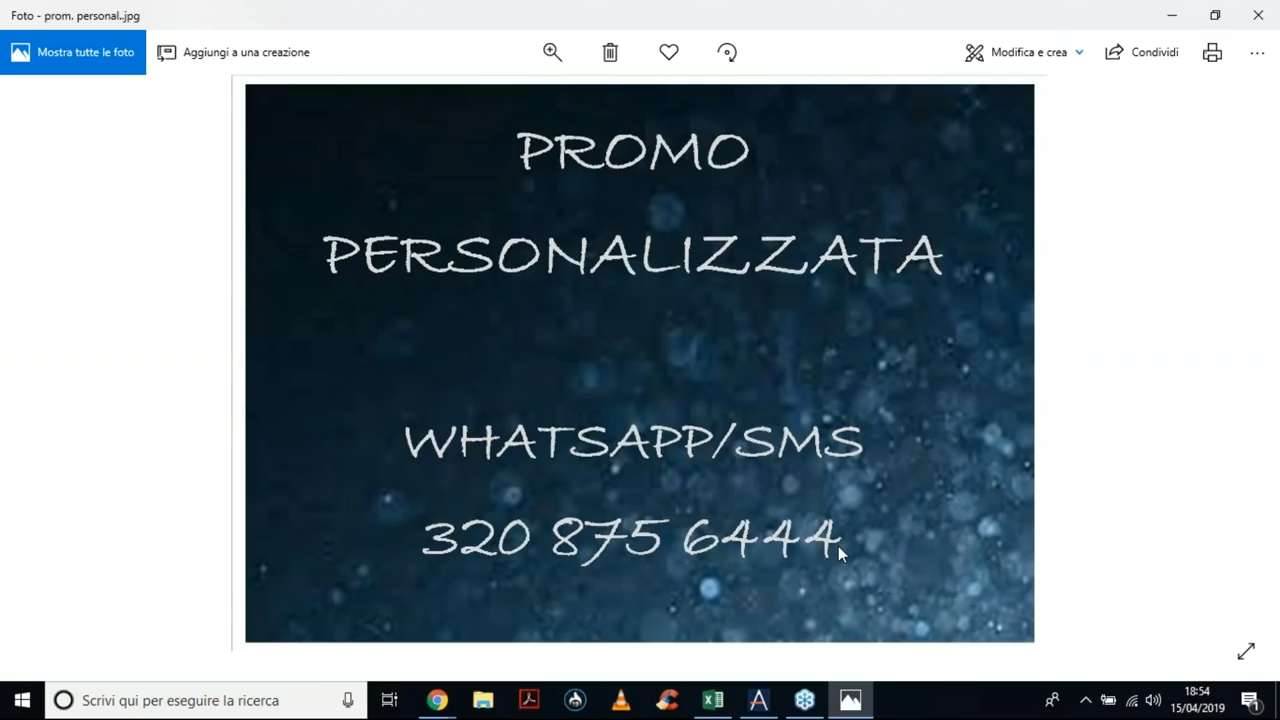 Foto - prom. personal..jpg
Mostra tutte le foto
Aggiungi a una creazione
Modifica e crea
Condividi
PROMO
PERSONALIZZATA
WHATSAPP/SMS
320 875 6444
Scrivi qui per eseguire la ricerca
18:54
15/04/2019
1